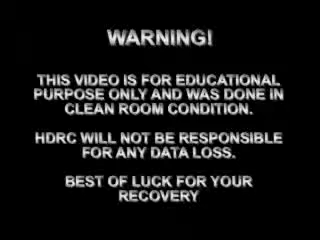 WARNING!
THIS VIDEO IS FOR EDUCATIONAL
PURPOSE ONLY AND WAS DONE IN
CLEAN ROOM CONDITION.
HDRC WILL NOT BE RESPONSIBLE
FOR ANY DATA LOSS.
BEST OF LUCK FOR YOUR
RECOVERY